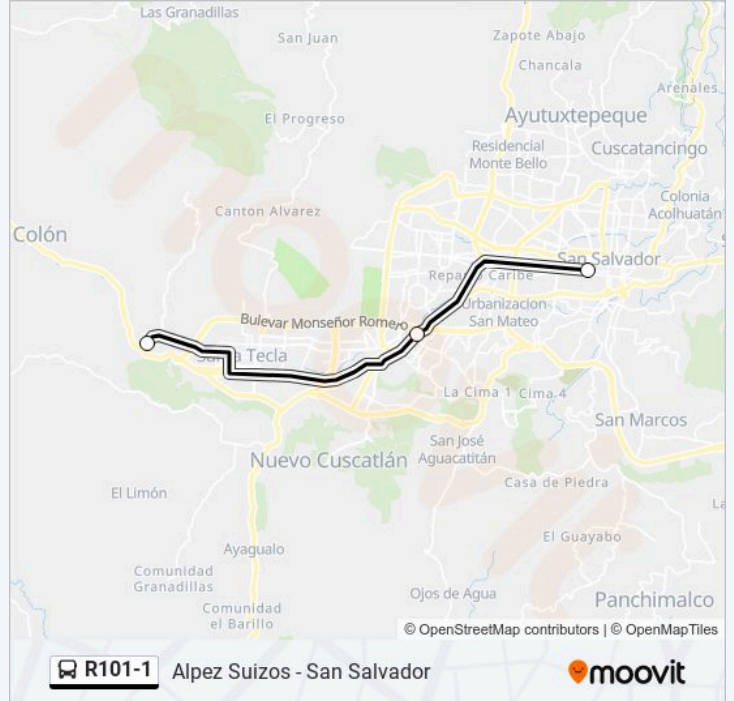 Las Granadillas
San Juan
Zapote Abajo
Chancala
Arenales
El Progreso
Ayutuxtepeque
Residencial
Monte Bello
Cuscatancingo
Canton Alvarez
Colonia
Acolhuatán
Colón
San Salvador
Reparto Caribe
Urbanizacion
San Mateo
Bulevar Monseñor Romero
Santa Tecla
La Cima 1
Cima 4
San Marcos
San José
Aguacatitán
Nuevo Cuscatlán
Casa de Piedra
El Limón
El Guayabo
Ayagualo
Comunidad
Granadillas
Ojos de Agua
Panchimalco
Comunidad
el Barillo
© OpenStreetMap contributors | © OpenMapTiles
R101-1 Alpez Suizos - San Salvador
moovit